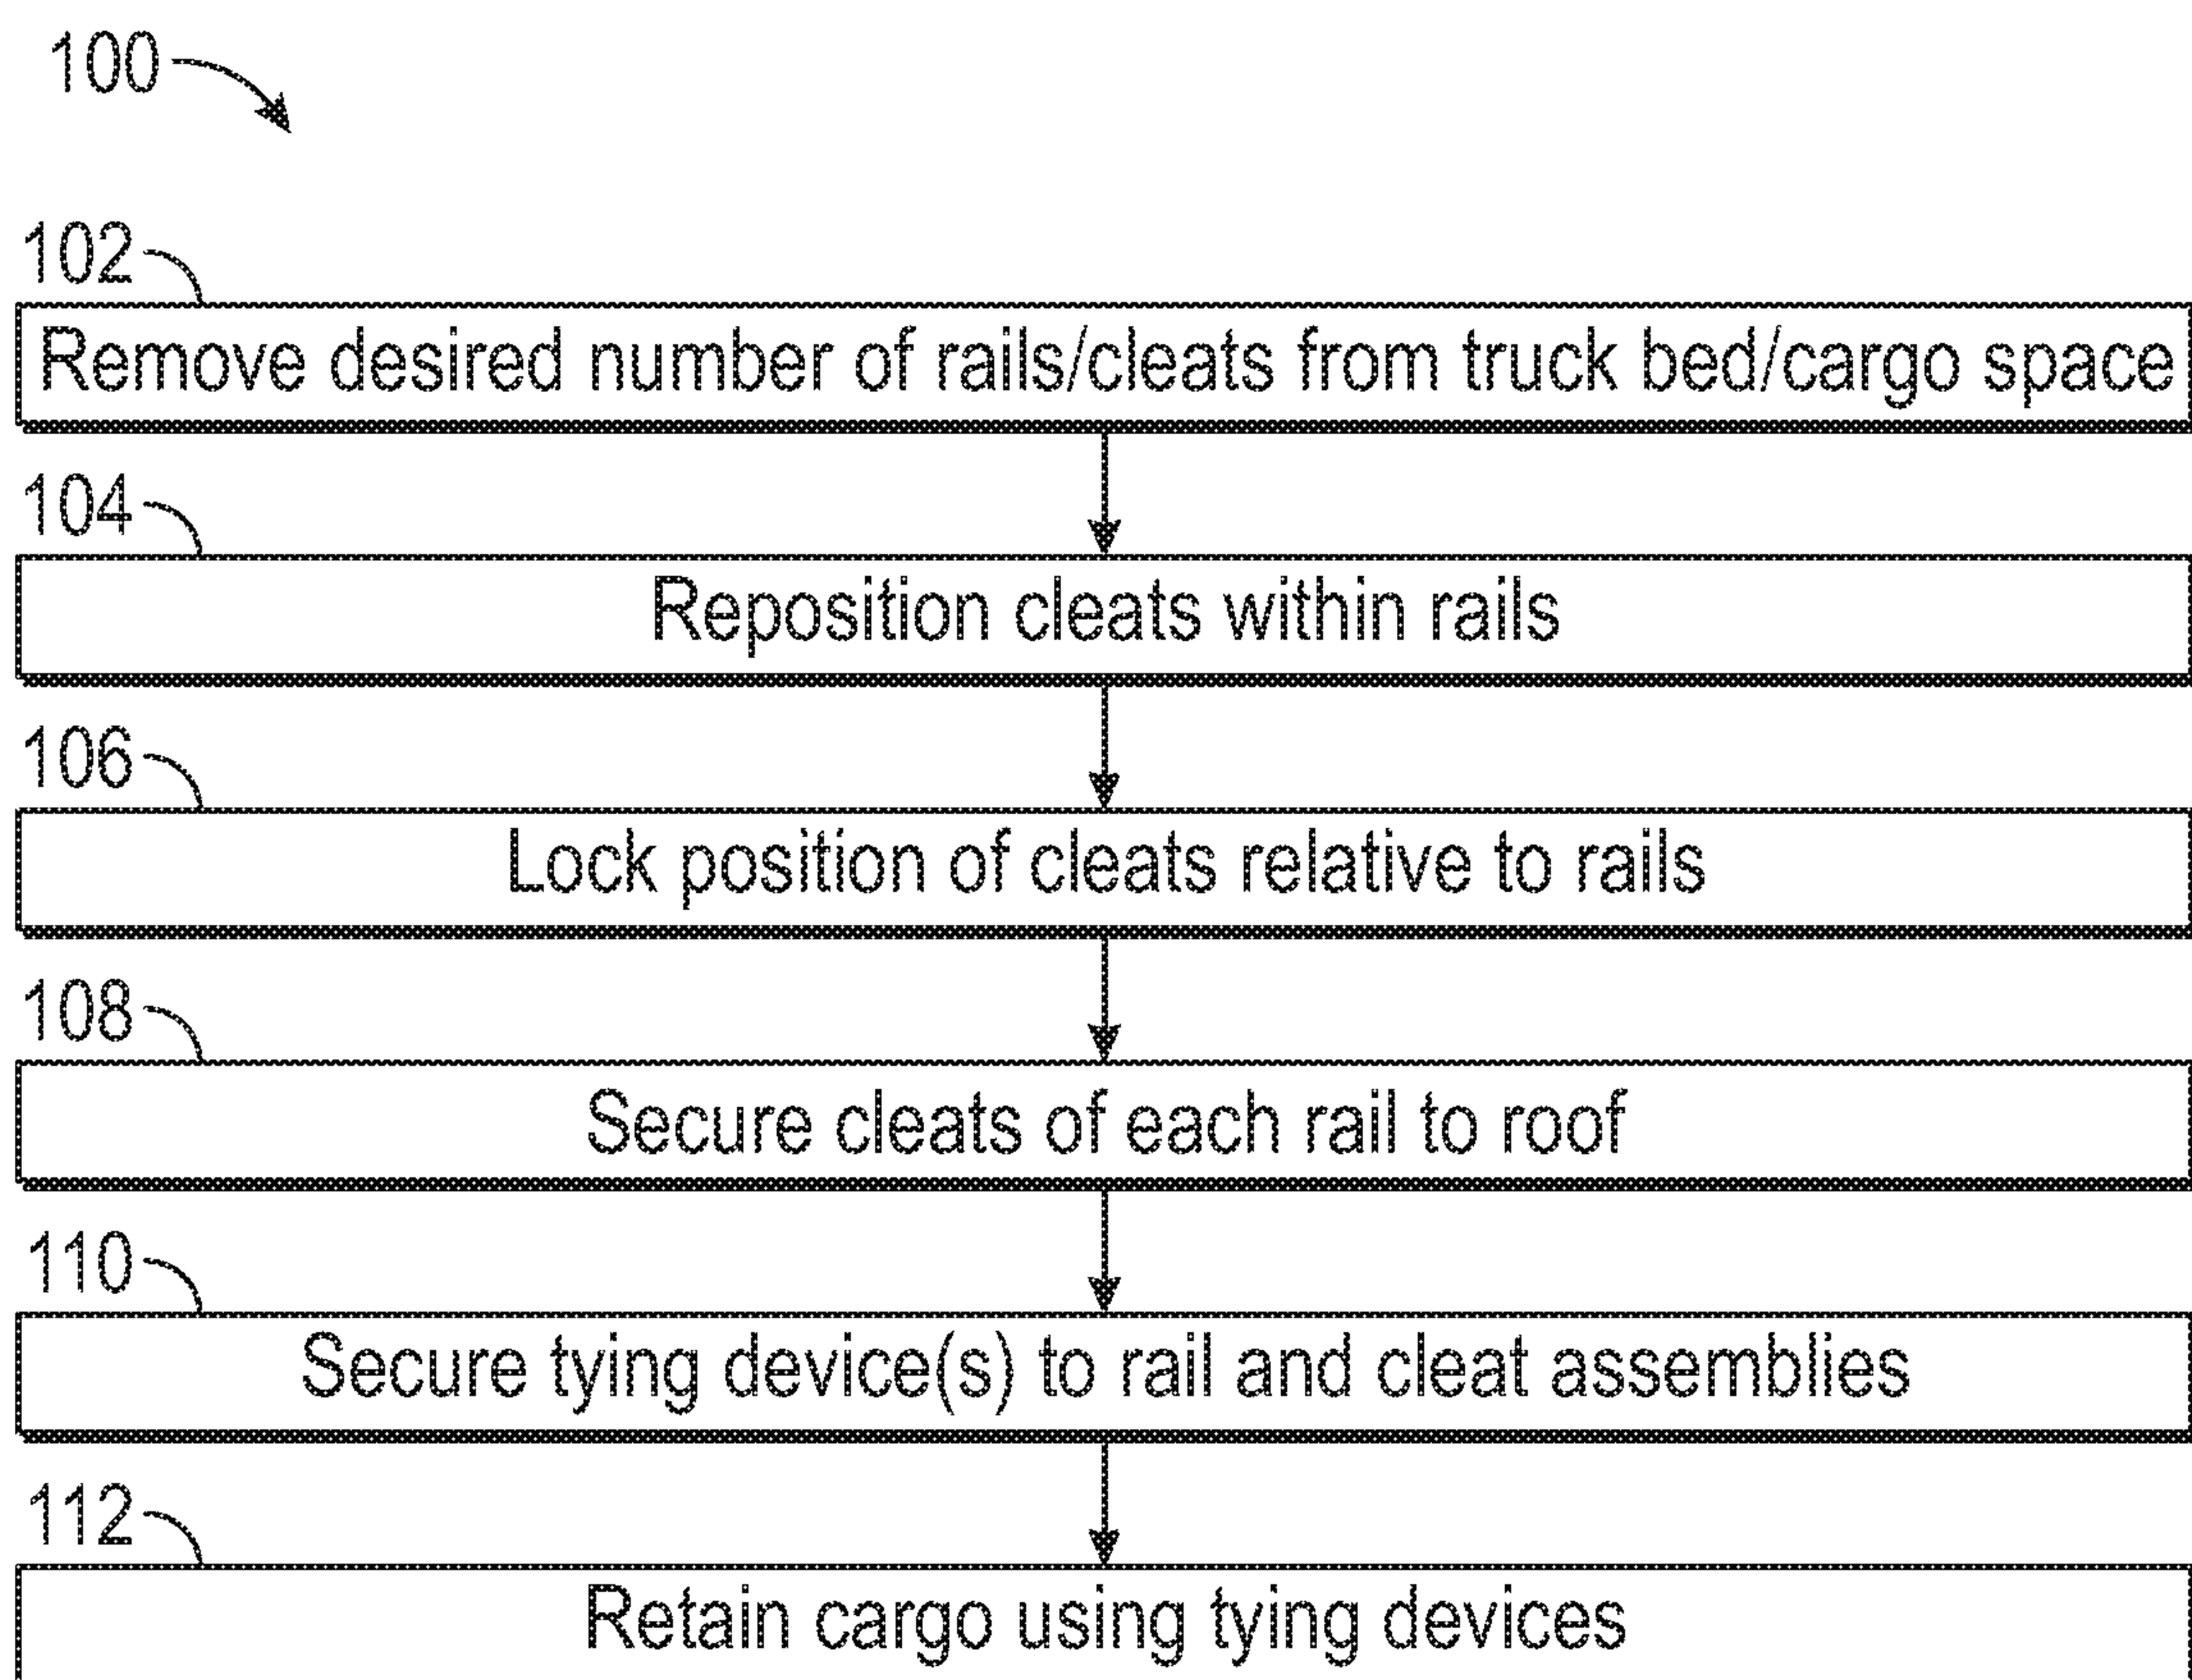 100
102
Remove desired number of rails/cleats from truck bed/cargo space
104
Reposition cleats within rails
106
Lock position of cleats relative to rails
108
Secure cleats of each rail to roof
110
Secure tying device(s) to rail and cleat assemblies
112
Retain cargo using tying devices